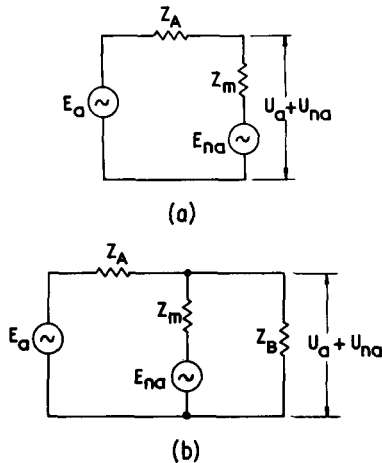 Z_A
Z_m
E_a
U_a+U_na
E_na
(a)
Z_A
Z_m
E_a
Z_B
U_a+U_na
E_na
(b)